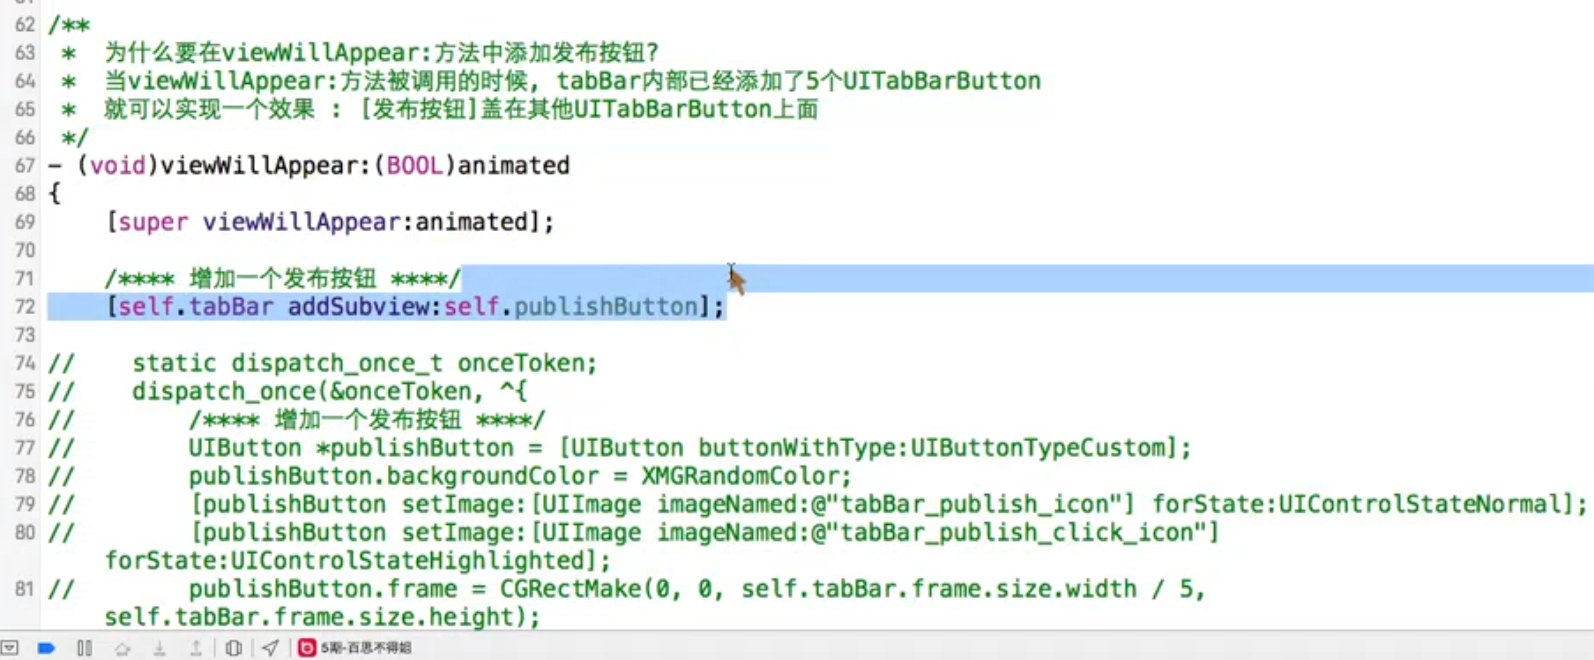 62 /**
63  *  为什么要在viewWillAppear:方法中添加发布按钮?
64  *  当viewWillAppear:方法被调用的时候, tabBar内部已经添加了5个UITabBarButton
65  *  就可以实现一个效果 : [发布按钮]盖在其他UITabBarButton上面
66  */
67 - (void)viewWillAppear:(BOOL)animated
68 {
69     [super viewWillAppear:animated];
70
71     /**** 增加一个发布按钮 ****/
72     [self.tabBar addSubview:self.publishButton];
73
74 //    static dispatch_once_t onceToken;
75 //    dispatch_once(&onceToken, ^{
76 //        /**** 增加一个发布按钮 ****/
77 //        UIButton *publishButton = [UIButton buttonWithType:UIButtonTypeCustom];
78 //        publishButton.backgroundColor = XMGRandomColor;
79 //        [publishButton setImage:[UIImage imageNamed:@"tabBar_publish_icon"] forState:UIControlStateNormal];
80 //        [publishButton setImage:[UIImage imageNamed:@"tabBar_publish_click_icon"]
forState:UIControlStateHighlighted];
81 //        publishButton.frame = CGRectMake(0, 0, self.tabBar.frame.size.width / 5,
self.tabBar.frame.size.height);
5期-百思不得姐